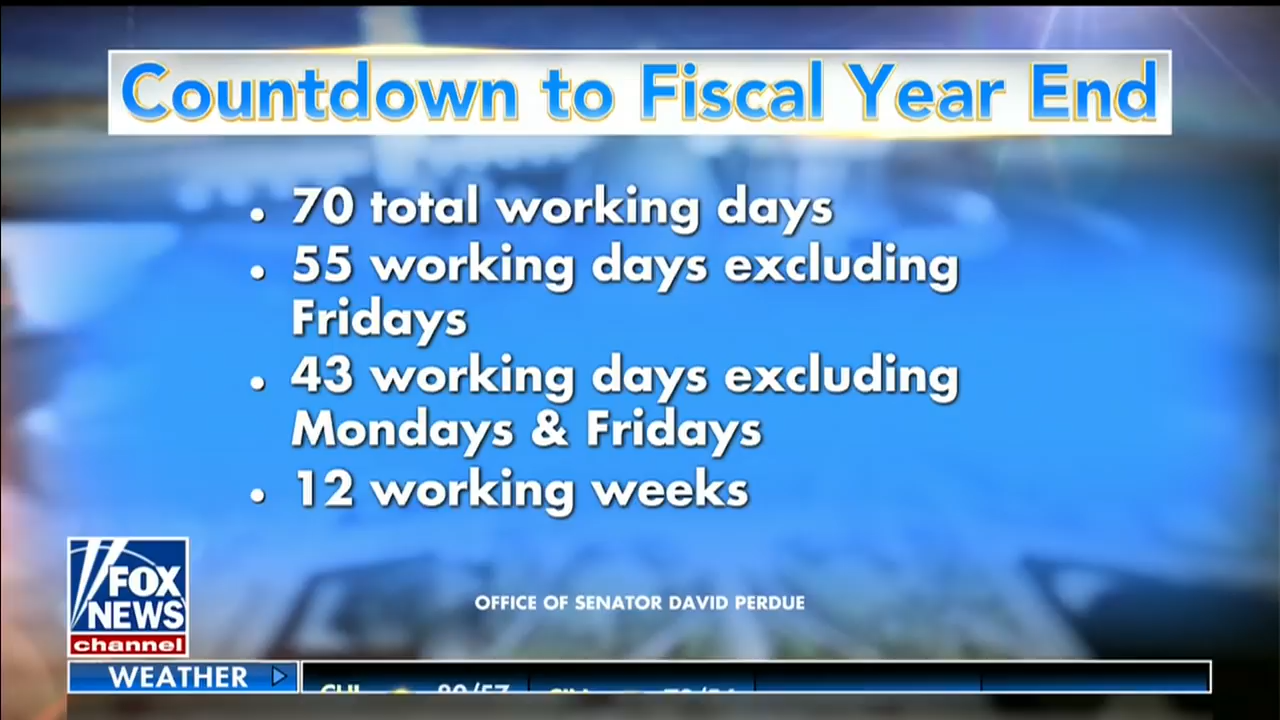 Countdown to Fiscal Year End
• 70 total working days
• 55 working days excluding
Fridays
• 43 working days excluding
Mondays & Fridays
• 12 working weeks
OFFICE OF SENATOR DAVID PERDUE
FOX
NEWS
channel
WEATHER